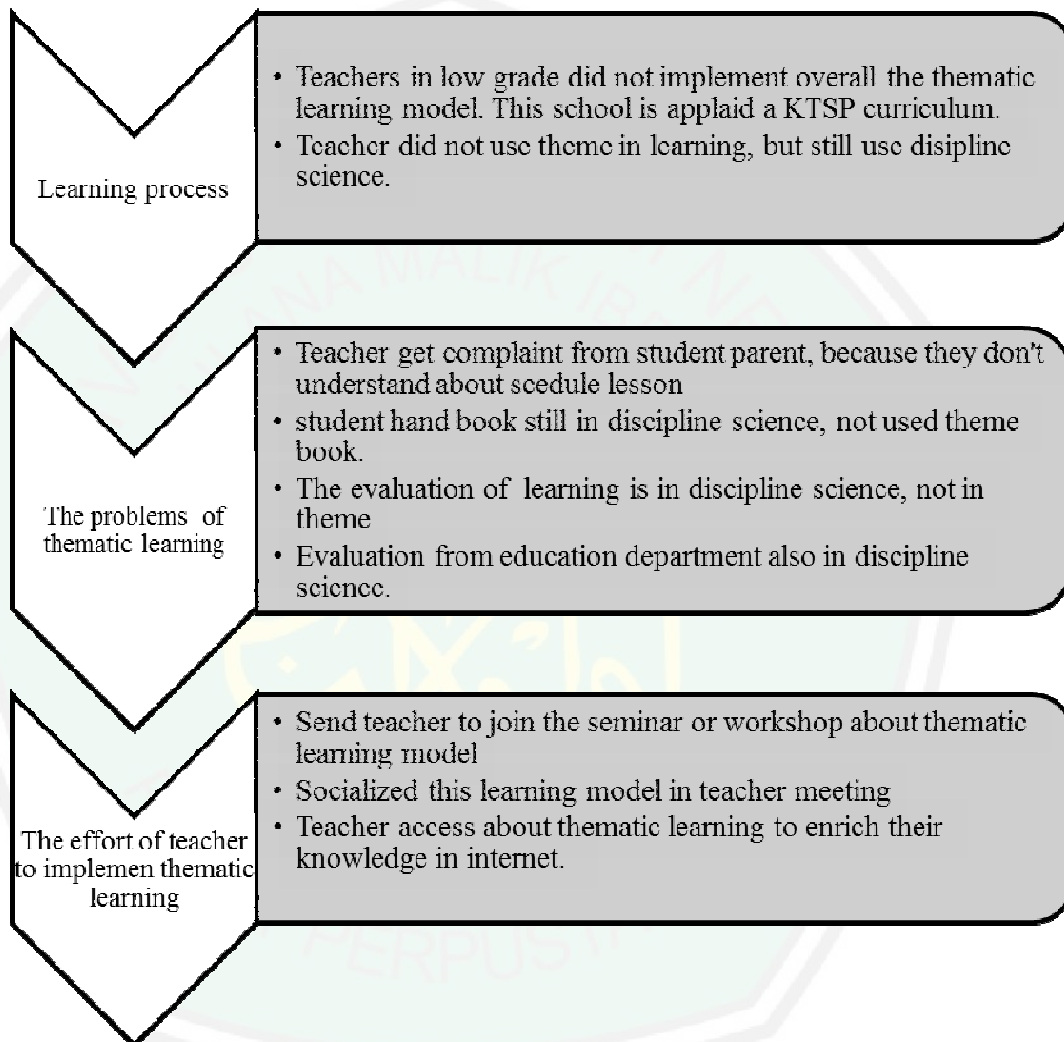 Learning process
• Teachers in low grade did not implement overall the thematic
learning model. This school is applaid a KTSP curriculum.
• Teacher did not use theme in learning, but still use disipline
science.
The problems of
thematic learning
• Teacher get complaint from student parent, because they don't
understand about scedule lesson
• student hand book still in discipline science, not used theme
book.
• The evaluation of learning is in discipline science, not in
theme
• Evaluation from education department also in discipline
science.
The effort of teacher
to implemen thematic
learning
• Send teacher to join the seminar or workshop about thematic
learning model
• Socialized this learning model in teacher meeting
• Teacher access about thematic learning to enrich their
knowledge in internet.
MALIK